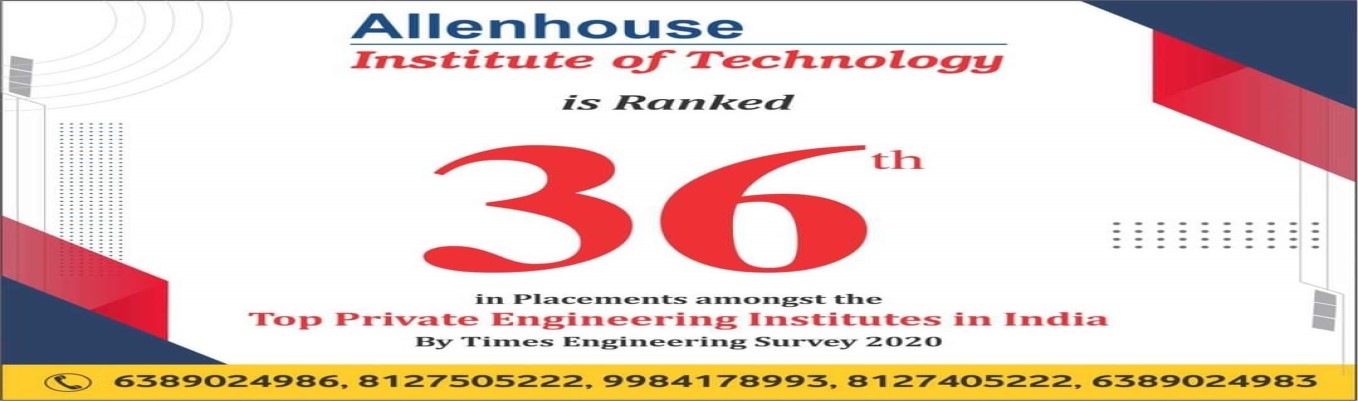 Allenhouse
Institute of Technology
is Ranked
36th
in Placements amongst the
Top Private Engineering Institutes in India
By Times Engineering Survey 2020
6389024986, 8127505222, 9984178993, 8127405222, 6389024983